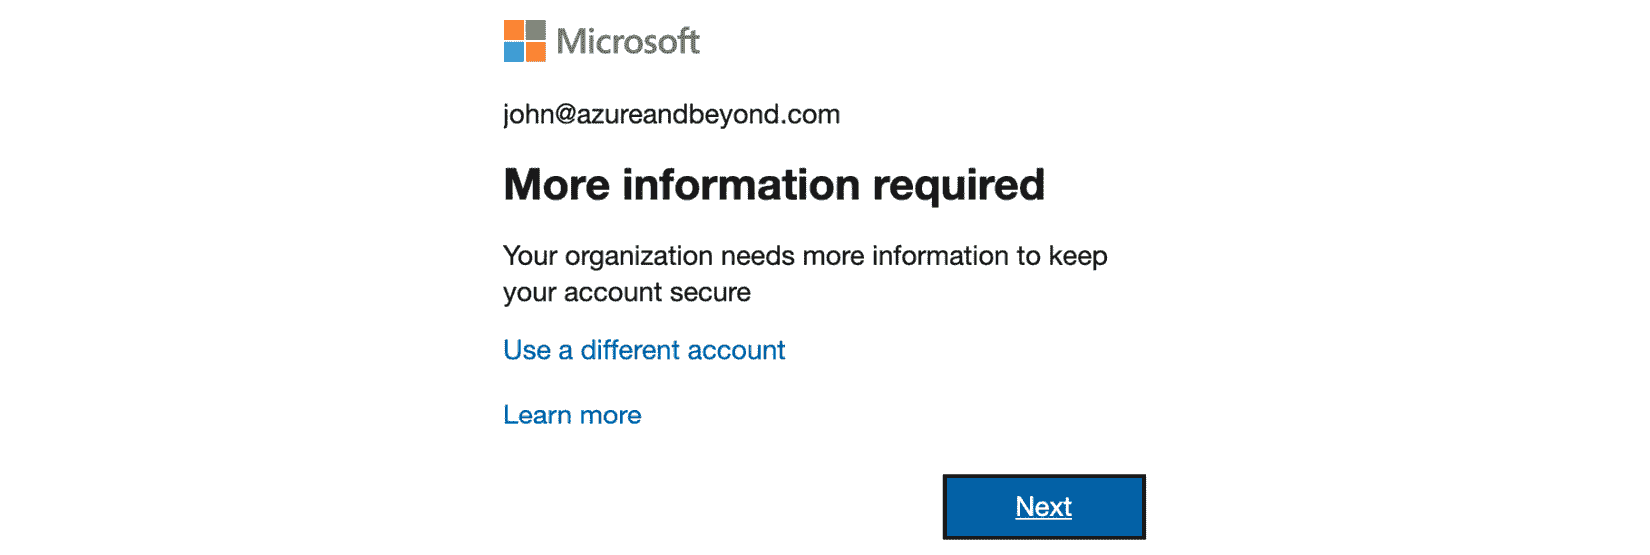 Microsoft
john@azureandbeyond.com
More information required
Your organization needs more information to keep
your account secure
Use a different account
Learn more
Next